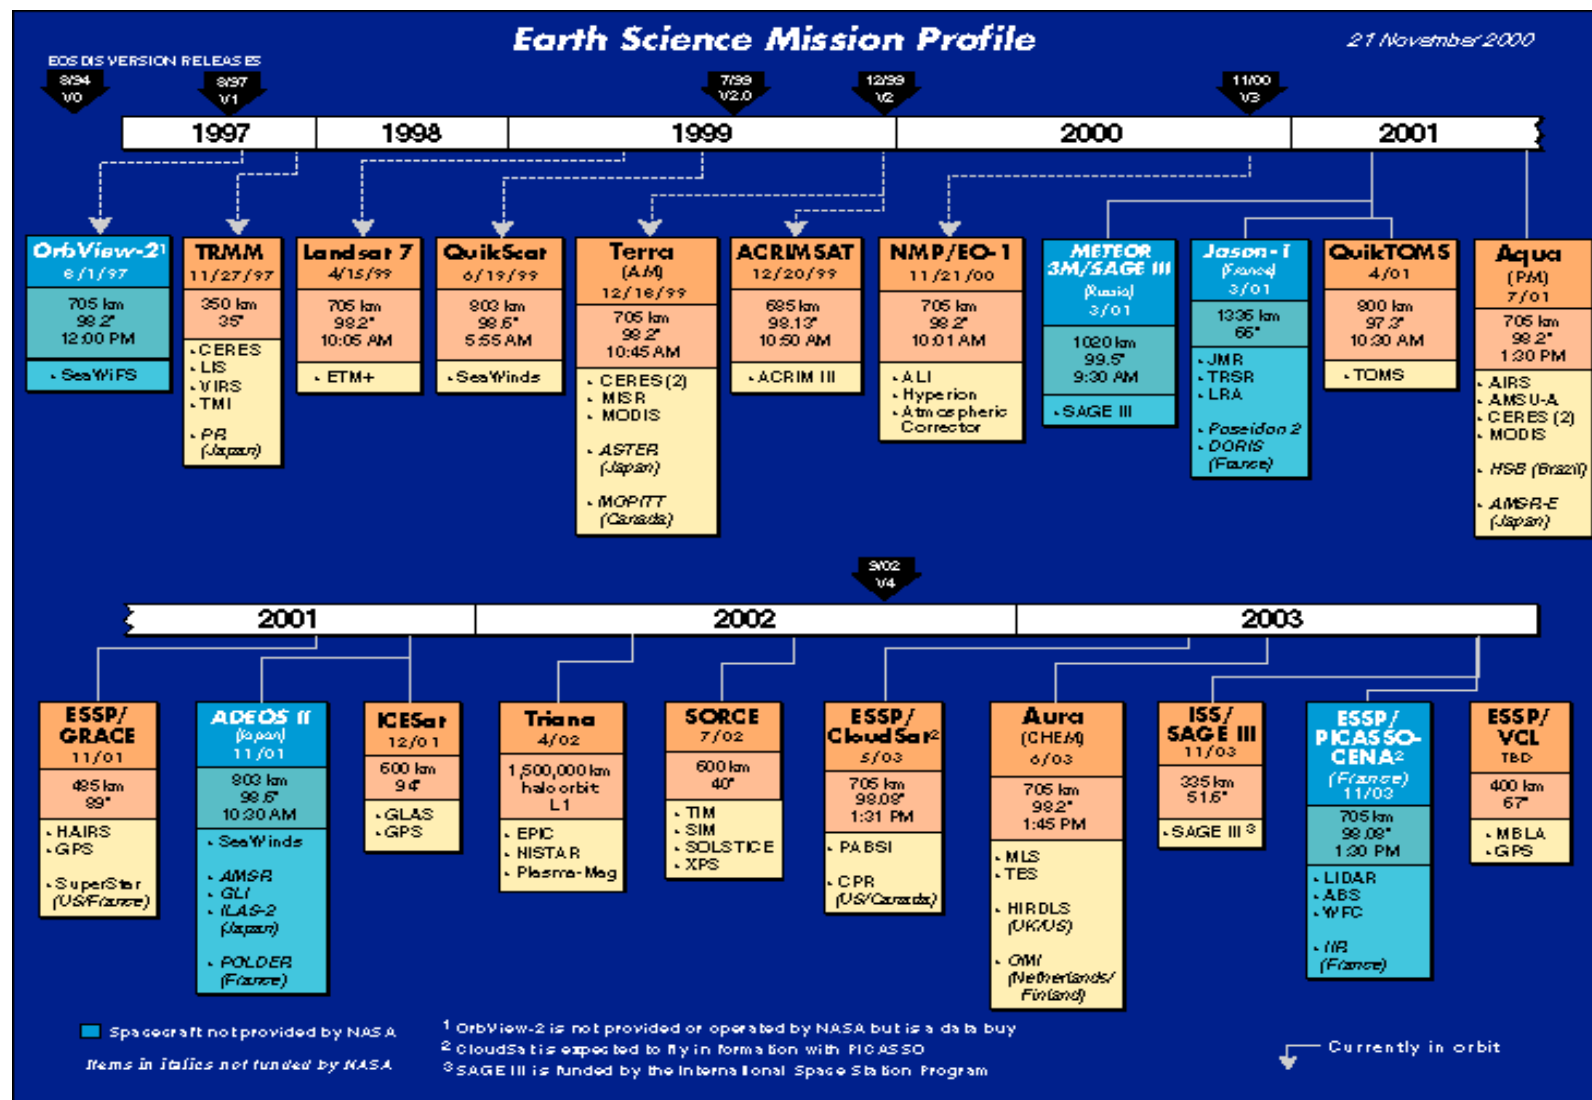 Earth Science Mission Profile
21 November 2000
EOSDIS VERSION RELEASES
8/94
V0
8/97
V1
7/99
V2.0
12/99
V2
11/00
V3
1997
1998
1999
2000
2001
OrbView-2¹
8/1/97
705 km
98.2°
12:00 PM
• SeaWiFS
TRMM
11/27/97
350 km
35°
• CERES
• LIS
• VIRS
• TMI
• PR
(Japan)
Landsat 7
4/15/99
705 km
98.2°
10:05 AM
• ETM+
QuikScat
6/19/99
803 km
98.6°
5:55 AM
• SeaWinds
Terra
(AM)
12/18/99
705 km
98.2°
10:45 AM
• CERES (2)
• MISR
• MODIS
• ASTER
(Japan)
• MOPITT
(Canada)
ACRIMSAT
12/20/99
685 km
98.13°
10:50 AM
• ACRIM III
NMP/EO-1
11/21/00
705 km
98.2°
10:01 AM
• ALI
• Hyperion
• Atmospheric
Corrector
METEOR
3M/SAGE III
(Russia)
3/01
1020 km
99.5°
9:30 AM
• SAGE III
Jason-1
(France)
3/01
1336 km
66°
• JMR
• TRSR
• LRA
• Poseidon 2
• DORIS
(France)
QuikTOMS
4/01
800 km
97.3°
10:30 AM
• TOMS
Aqua
(PM)
7/01
705 km
98.2°
1:30 PM
• AIRS
• AMSU-A
• CERES (2)
• MODIS
• HSB (Brazil)
• AMSR-E
(Japan)
9/02
V4
2001
2002
2003
ESSP/
GRACE
11/01
485 km
89°
• HAIRS
• GPS
• SuperStar
(US/France)
ADEOS II
(Japan)
11/01
803 km
98.6°
10:30 AM
• SeaWinds
• AMSR
• GLI
• ILAS-2
(Japan)
• POLDER
(France)
ICESat
12/01
600 km
94°
• GLAS
• GPS
Triana
4/02
1,500,000 km
halo orbit
L1
• EPIC
• NISTAR
• Plasma-Mag
SORCE
7/02
600 km
40°
• TIM
• SIM
• SOLSTICE
• XPS
ESSP/
CloudSat²
5/03
705 km
98.08°
1:31 PM
• PABSI
• CPR
(US/Canada)
Aura
(CHEM)
6/03
705 km
98.2°
1:45 PM
• MLS
• TES
• HIRDLS
(UK/US)
• OMI
(Netherlands/
Finland)
ISS/
SAGE III
11/03
335 km
51.6°
• SAGE III ³
ESSP/
PICASSO-
CENA²
(France)
11/03
705 km
98.08°
1:30 PM
• LIDAR
• ABS
• WFC
• IIR
(France)
ESSP/
VCL
TBD
400 km
67°
• MBLA
• GPS
Spacecraft not provided by NASA
Items in italics not funded by NASA
¹ OrbView-2 is not provided or operated by NASA but is a data buy
² CloudSat is expected to fly in formation with PICASSO
³ SAGE III is funded by the International Space Station Program
Currently in orbit